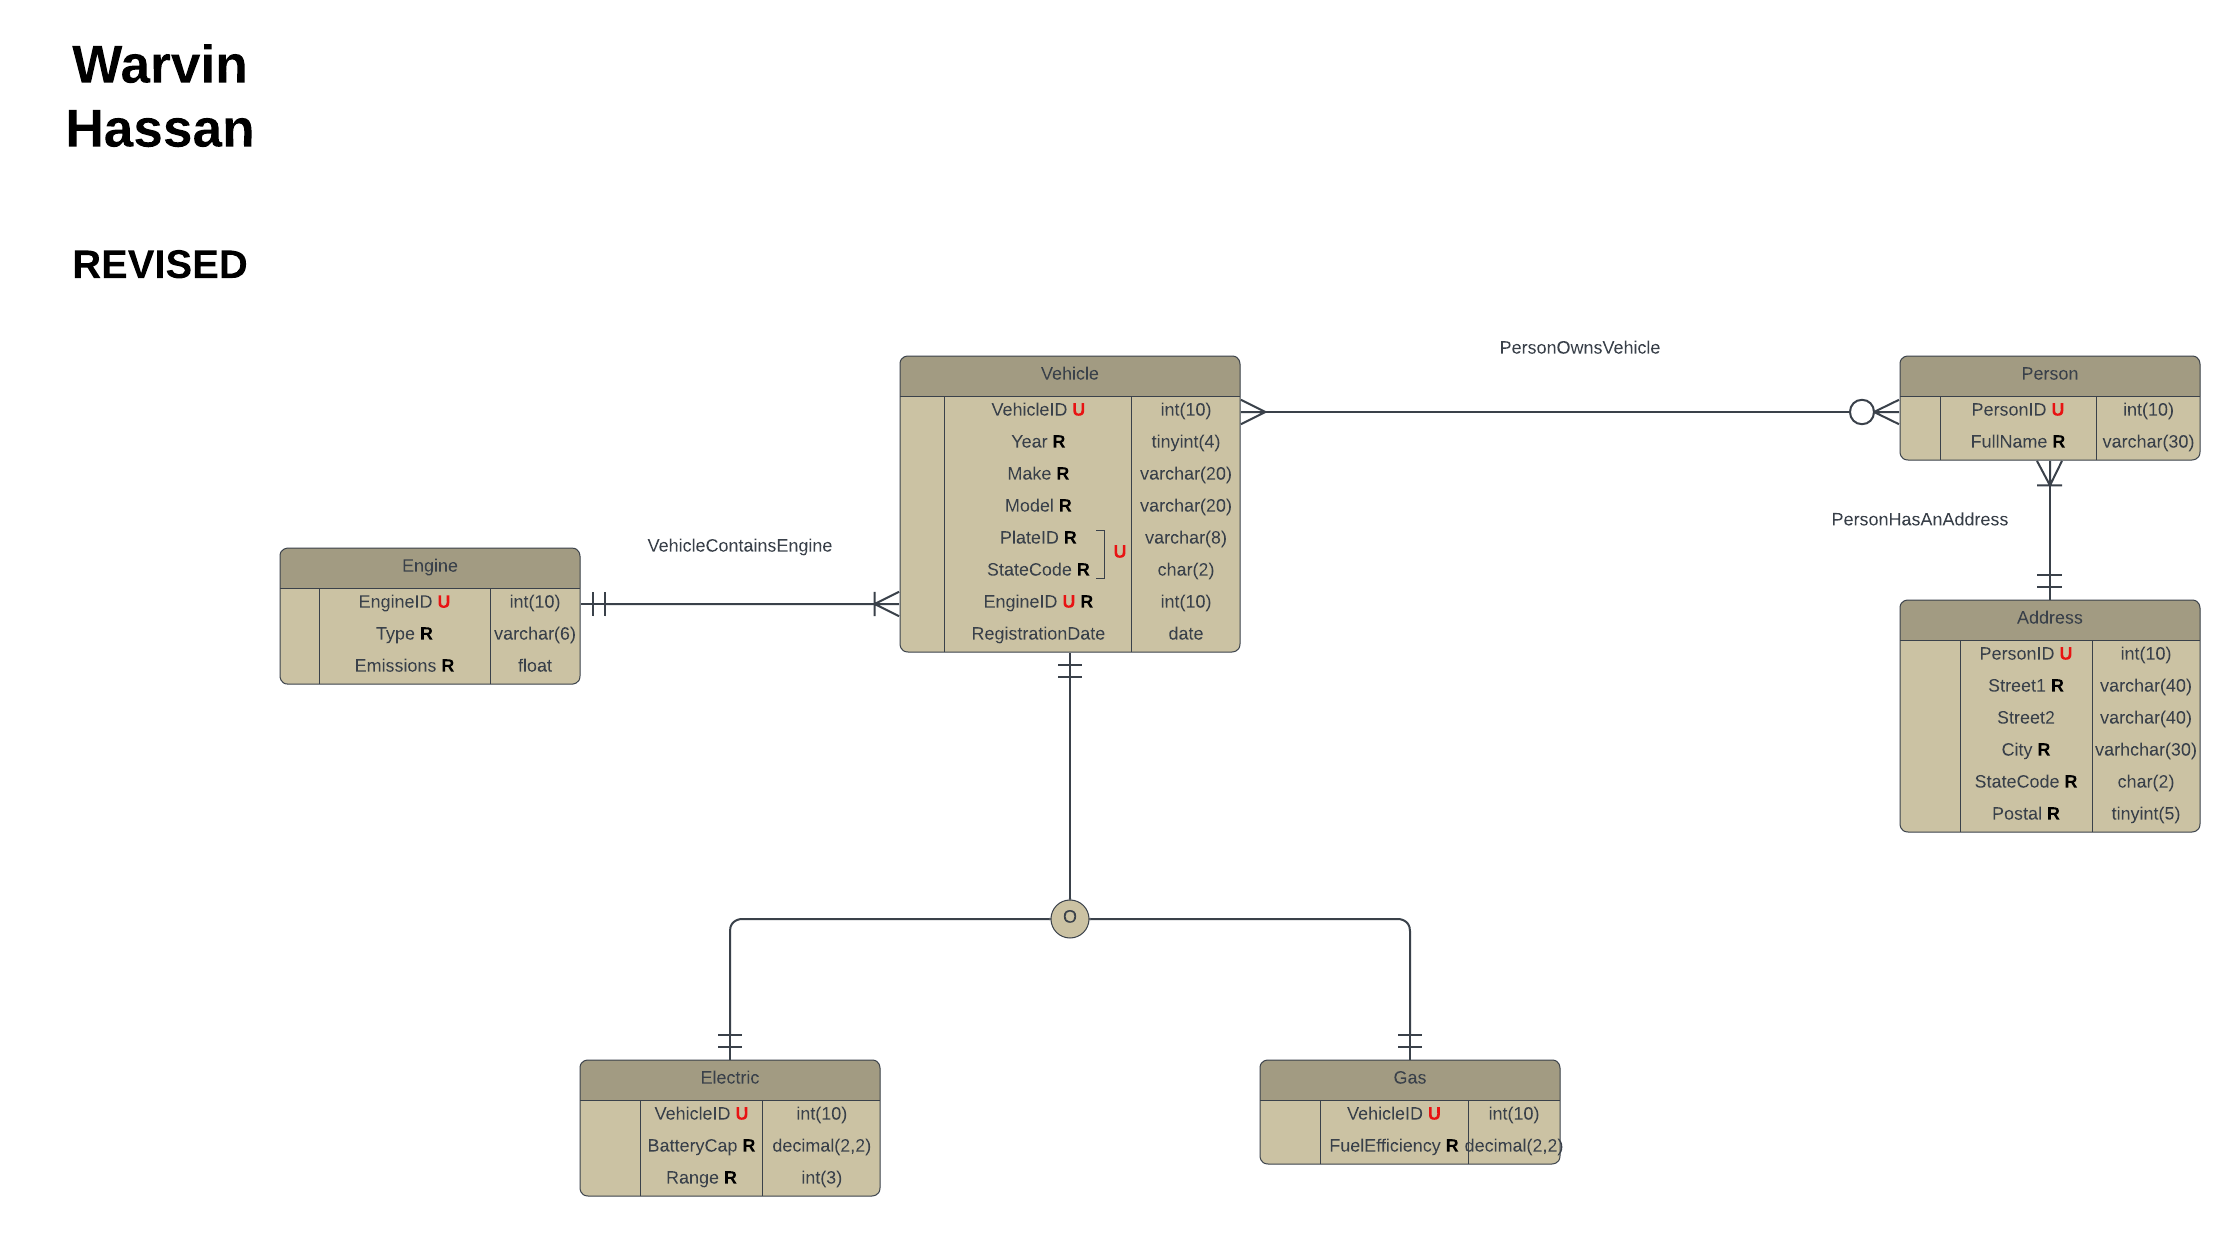 Warvin
Hassan
REVISED
PersonOwnsVehicle
Vehicle
VehicleID U int(10)
Year R tinyint(4)
Make R varchar(20)
Model R varchar(20)
PlateID R varchar(8)
U
StateCode R char(2)
EngineID U R int(10)
RegistrationDate date
Person
PersonID U int(10)
FullName R varchar(30)
PersonHasAnAddress
VehicleContainsEngine
Engine
EngineID U int(10)
Type R varchar(6)
Emissions R float
Address
PersonID U int(10)
Street1 R varchar(40)
Street2 varchar(40)
City R varhchar(30)
StateCode R char(2)
Postal R tinyint(5)
O
Electric
VehicleID U int(10)
BatteryCap R decimal(2,2)
Range R int(3)
Gas
VehicleID U int(10)
FuelEfficiency R decimal(2,2)